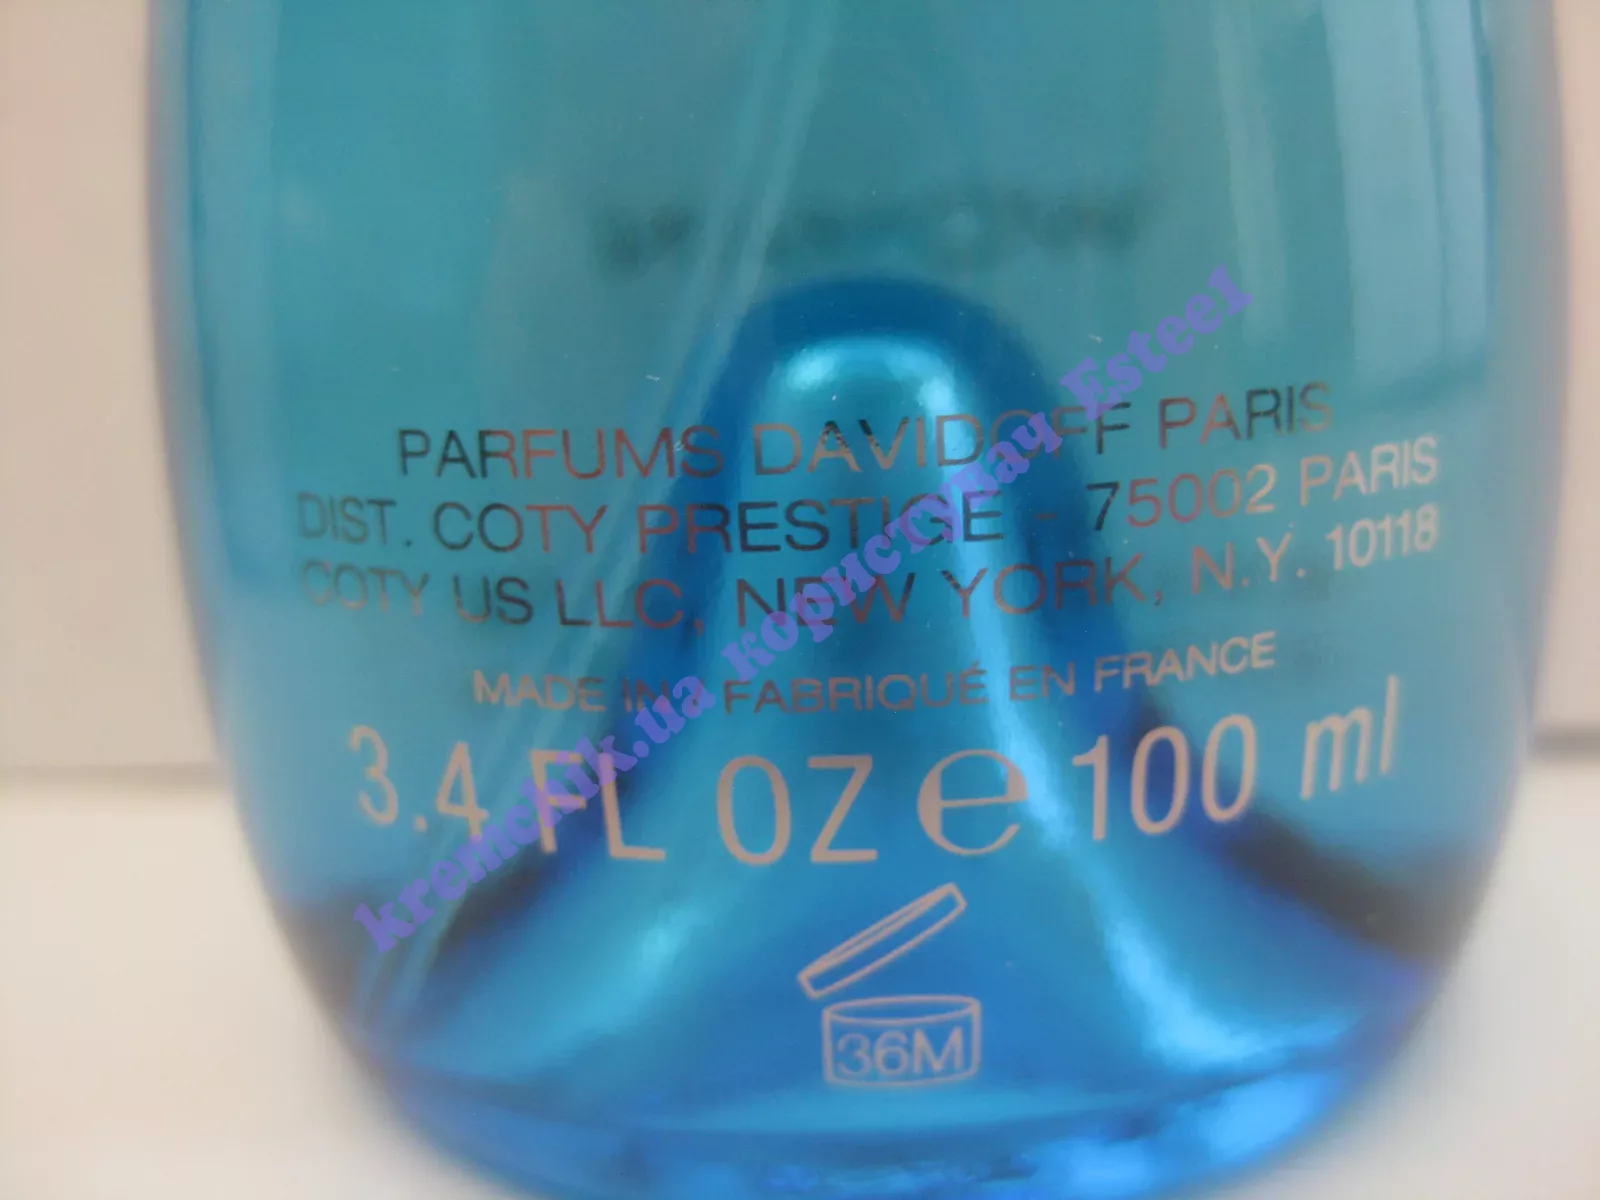 PARFUMS DAVIDOFF PARIS
DIST. COTY PRESTIGE - 75002 PARIS
COTY US LLC, NEW YORK, N.Y. 10118
MADE IN / FABRIQUÉ EN FRANCE
3.4 FL OZ e 100 ml
36M
kremchik.ua користувач Estee1